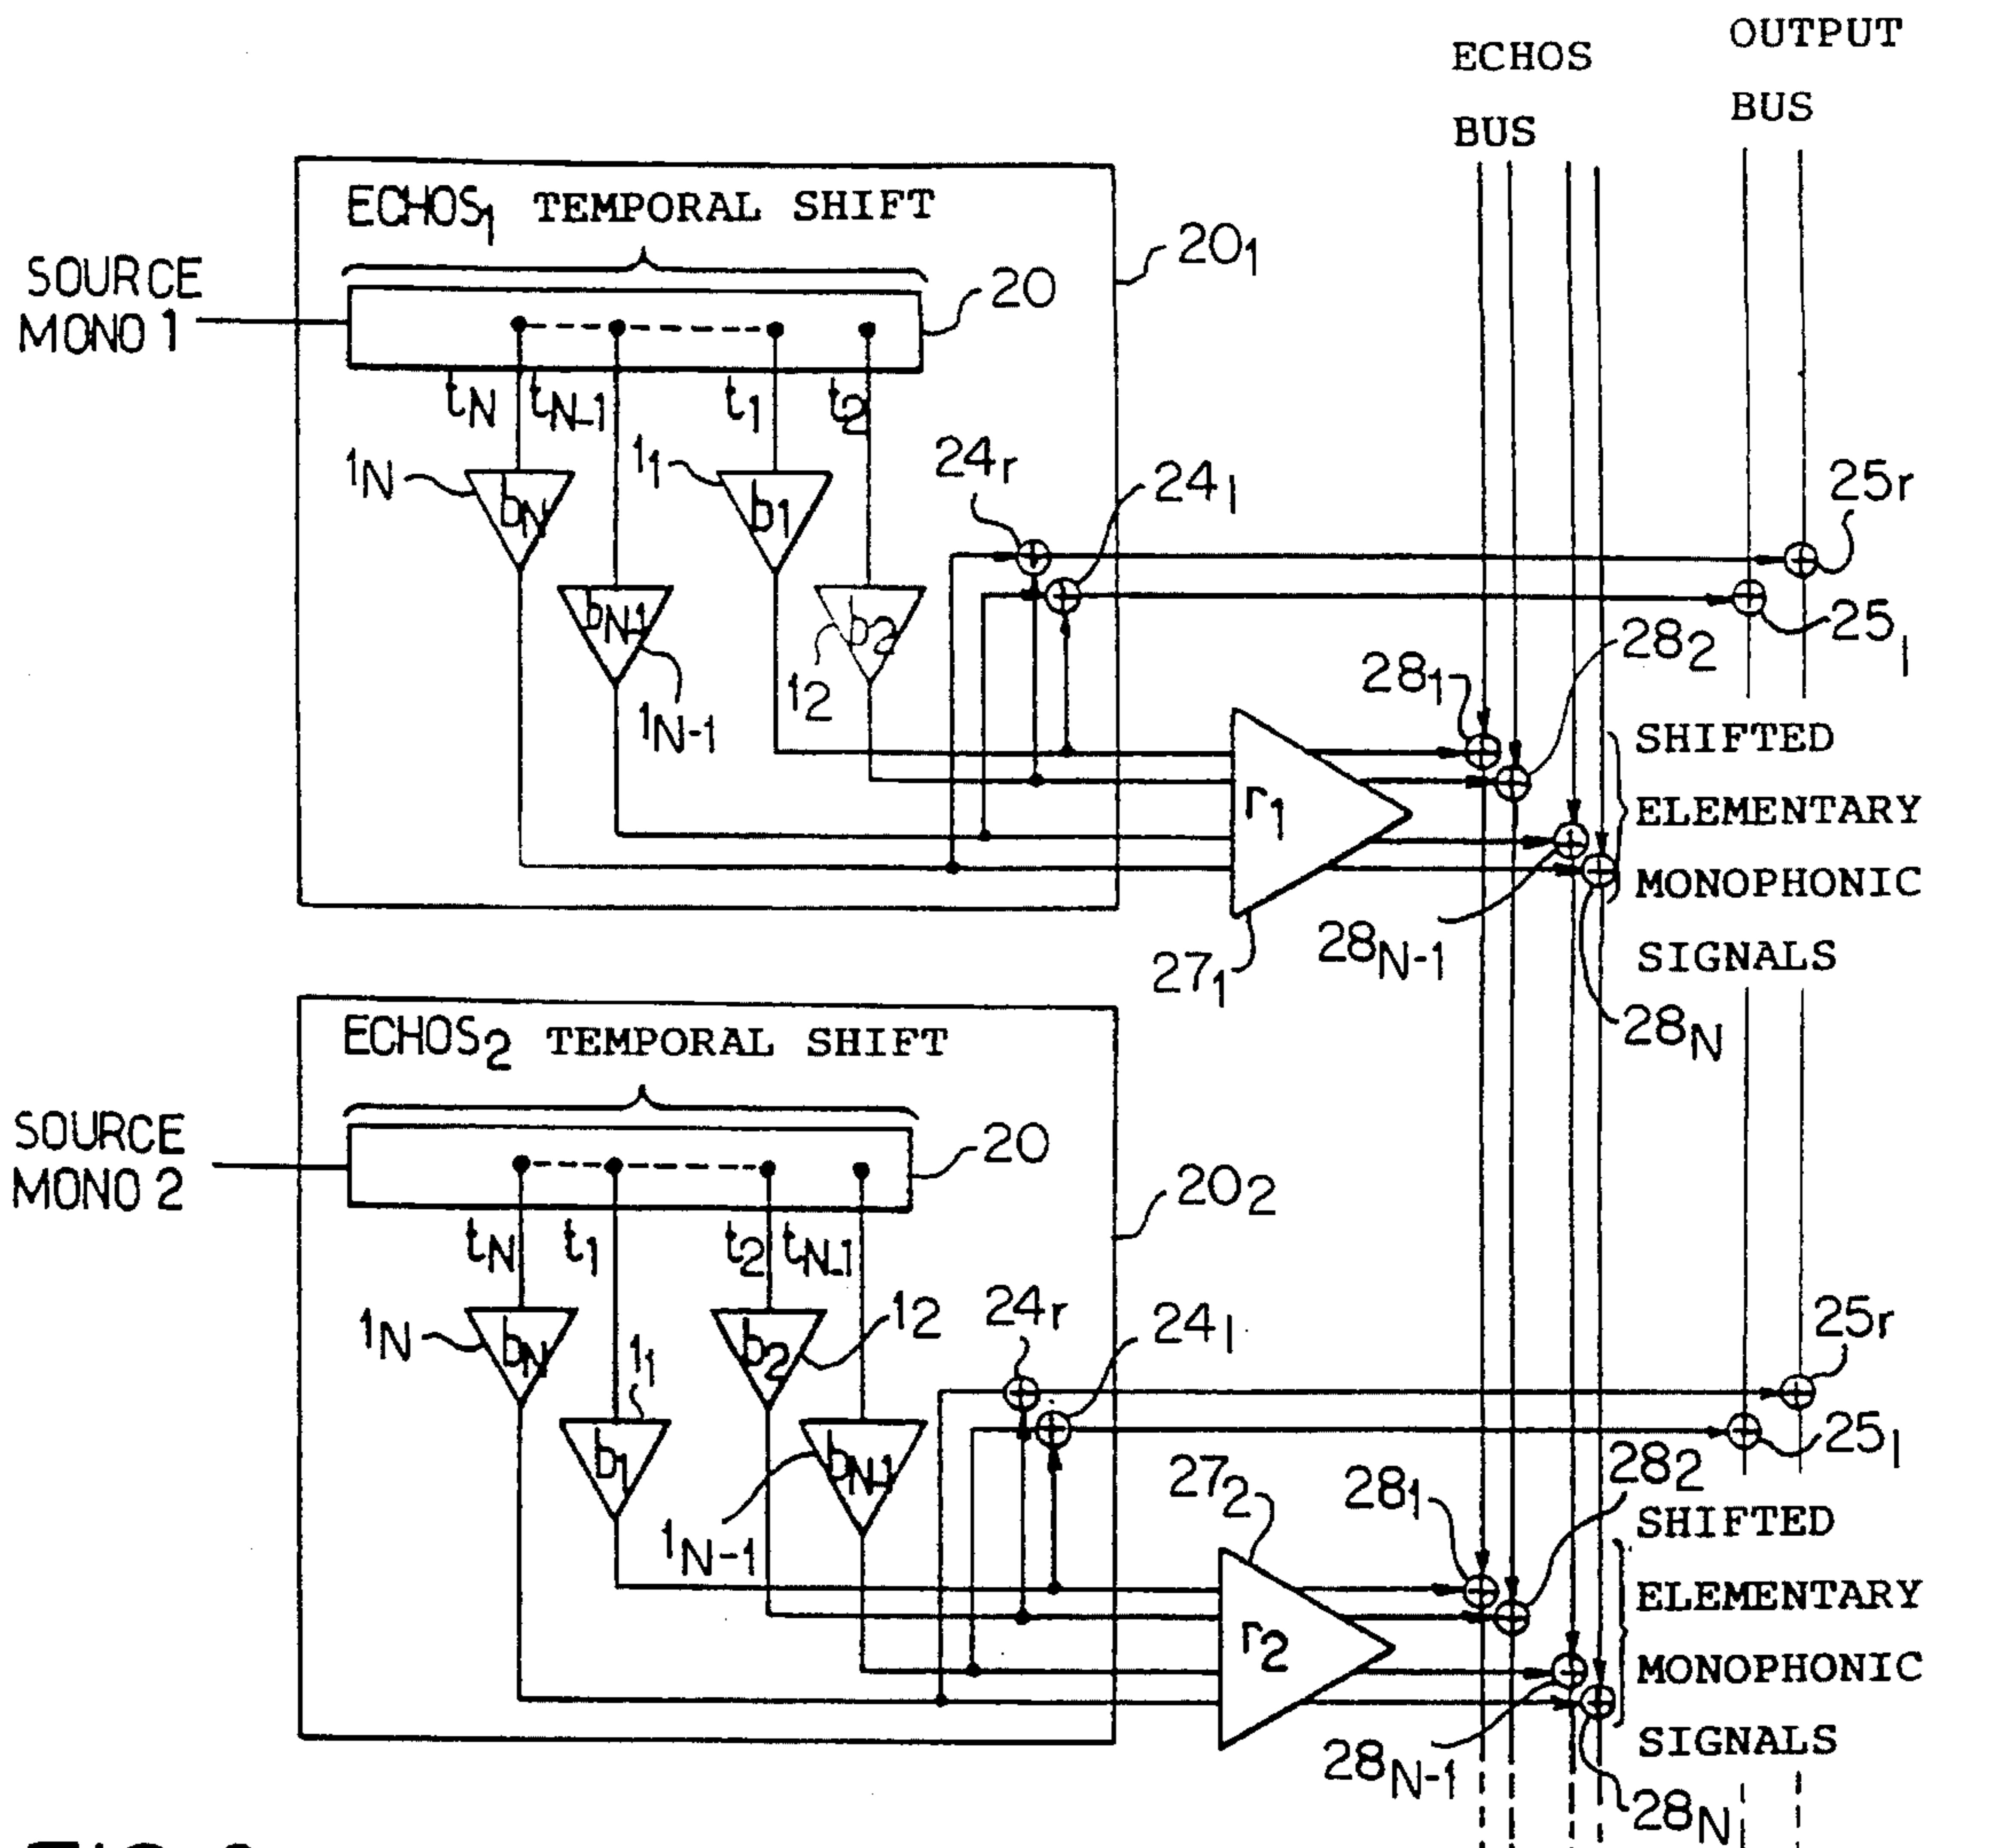 ECHOS
BUS
OUTPUT
BUS
ECHOS1 TEMPORAL SHIFT
SOURCE
MONO 1
201
20
tN tN-1 t1 t2
1N
bN
11
b1
24r
241
25r
bN-1
b2
12
1N-1
251
281
282
r1
SHIFTED
ELEMENTARY
MONOPHONIC
SIGNALS
271
28N-1
28N
ECHOS2 TEMPORAL SHIFT
SOURCE
MONO 2
20
202
tN t1 t2 tN-1
1N
bN
11
b2
12
24r
241
25r
b1
bN-1
1N-1
251
272
281
282
r2
SHIFTED
ELEMENTARY
MONOPHONIC
SIGNALS
28N-1
28N